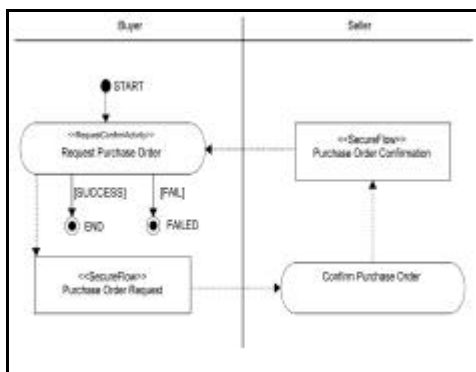 Buyer
Seller
START
<<RequestConfirmActivity>>
Request Purchase Order
<<SecureFlow>>
Purchase Order Confirmation
[SUCCESS]
[FAIL]
END
FAILED
<<SecureFlow>>
Purchase Order Request
Confirm Purchase Order